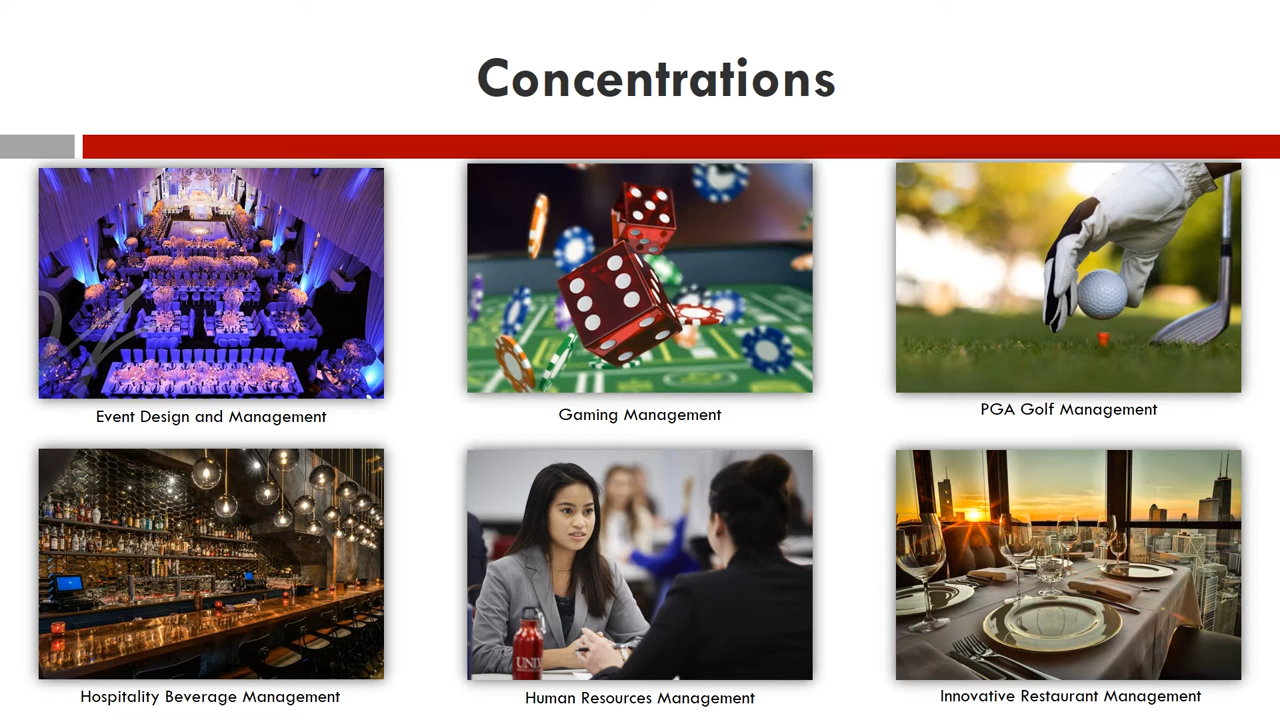 Concentrations
Event Design and Management
Gaming Management
PGA Golf Management
UNLV
Hospitality Beverage Management
Human Resources Management
Innovative Restaurant Management